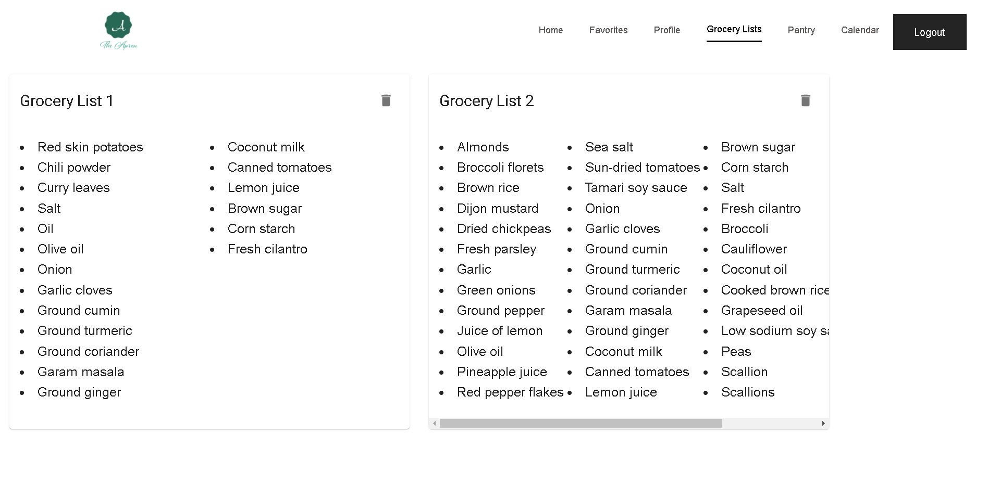 A
The Apron
Home
Favorites
Profile
Grocery Lists
Pantry
Calendar
Logout
Grocery List 1
Red skin potatoes
Chili powder
Curry leaves
Salt
Oil
Olive oil
Onion
Garlic cloves
Ground cumin
Ground turmeric
Ground coriander
Garam masala
Ground ginger
Coconut milk
Canned tomatoes
Lemon juice
Brown sugar
Corn starch
Fresh cilantro
Grocery List 2
Almonds
Broccoli florets
Brown rice
Dijon mustard
Dried chickpeas
Fresh parsley
Garlic
Green onions
Ground pepper
Juice of lemon
Olive oil
Pineapple juice
Red pepper flakes
Sea salt
Sun-dried tomatoes
Tamari soy sauce
Onion
Garlic cloves
Ground cumin
Ground turmeric
Ground coriander
Garam masala
Ground ginger
Coconut milk
Canned tomatoes
Lemon juice
Brown sugar
Corn starch
Salt
Fresh cilantro
Broccoli
Cauliflower
Coconut oil
Cooked brown rice
Grapeseed oil
Low sodium soy
Peas
Scallion
Scallions